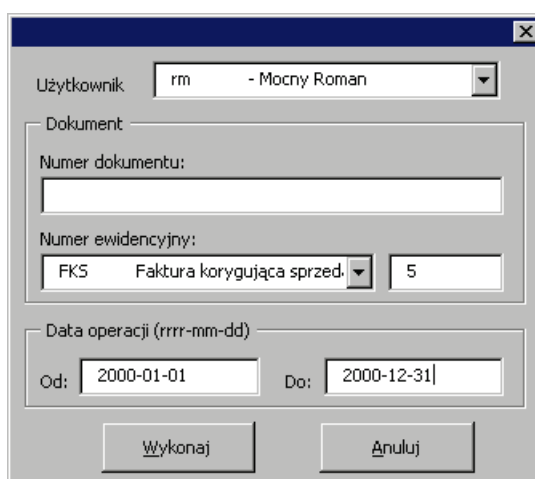 Użytkownik rm - Mocny Roman
Dokument
Numer dokumentu:
Numer ewidencyjny:
FKS Faktura korygująca sprzed. 5
Data operacji (rrrr-mm-dd)
Od: 2000-01-01 Do: 2000-12-31
Wykonaj Anuluj